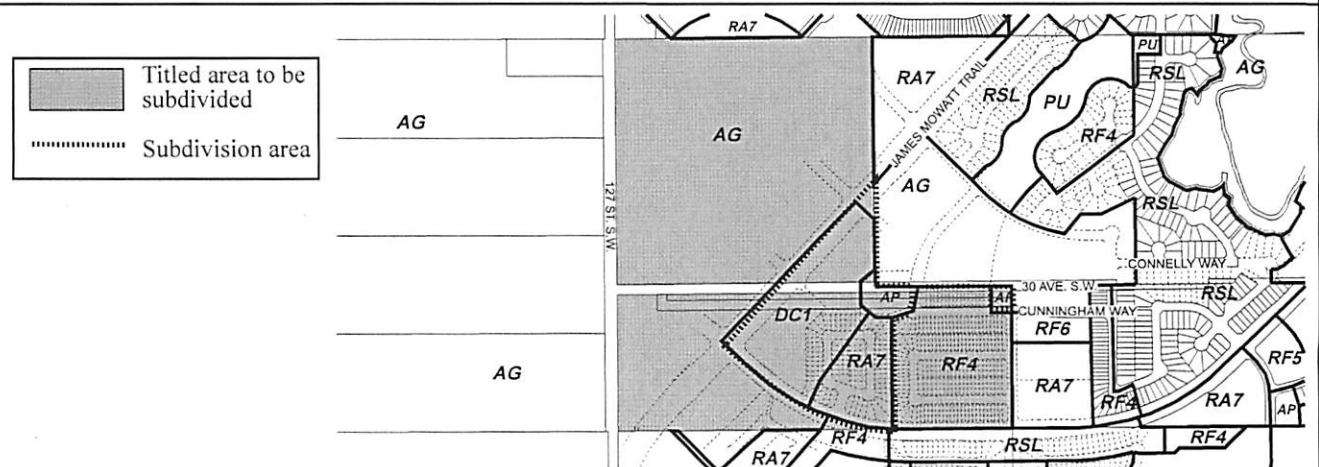 Titled area to be
subdivided
Subdivision area
RA7
PU
RSL
AG
RA7
JAMES MOWATT TRAIL
RSL
PU
RF4
AG
AG
127 ST. S.W
AG
RSL
CONNELLY WAY
30 AVE. S.W.
RSL
AP
CUNNINGHAM WAY
DC1
RF6
RA7
RF4
RA7
RF5
AG
RF4
RA7
AP
RF4
RSL
RF4
RA7